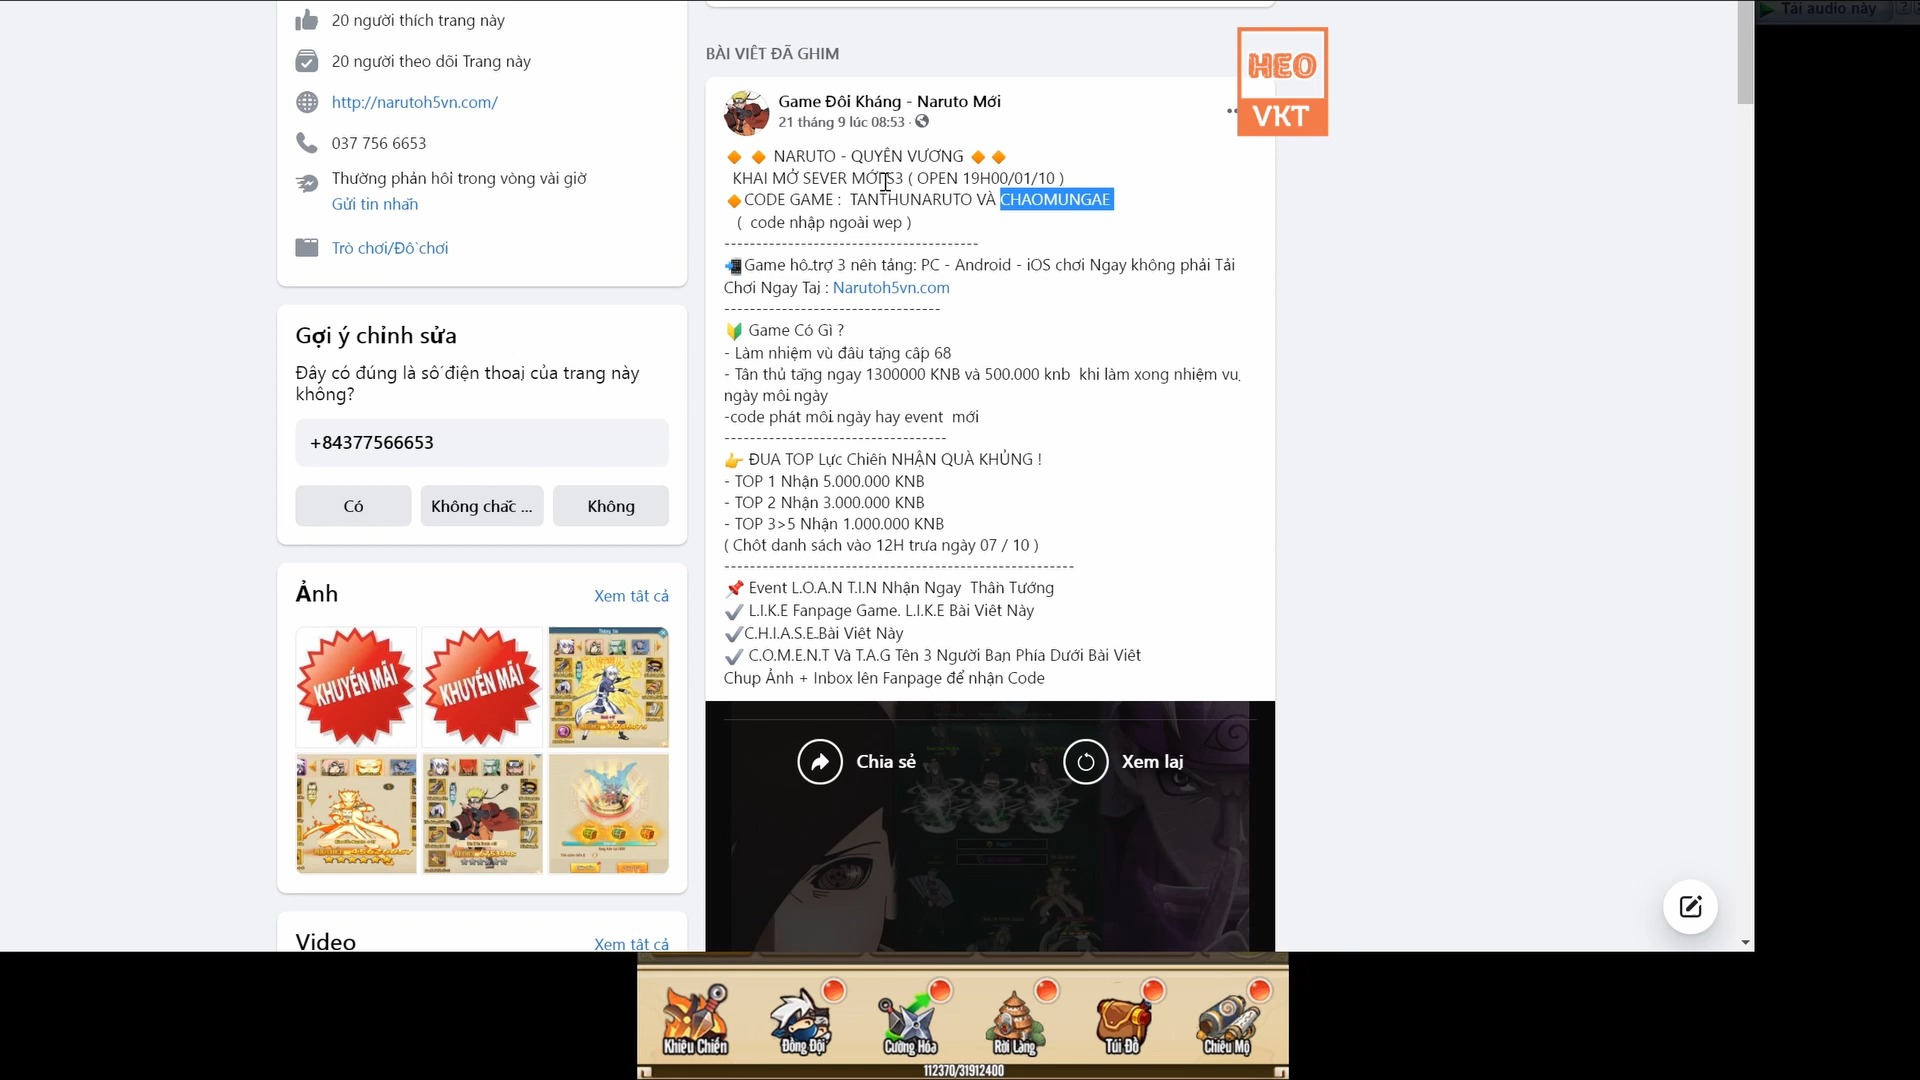 Tải audio này
20 người thích trang này
20 người theo dõi Trang này
http://narutoh5vn.com/
037 756 6653
Thường phản hồi trong vòng vài giờ
Gửi tin nhắn
Trò chơi/Đồ chơi
Gợi ý chỉnh sửa
Đây có đúng là số điện thoại của trang này
không?
+84377566653
Có
Không chắc ...
Không
Ảnh
Xem tất cả
KHUYẾN MÃI
KHUYẾN MÃI
Video
Xem tất cả
BÀI VIẾT ĐÃ GHIM
HEO
VKT
Game Đối Kháng - Naruto Mới
21 tháng 9 lúc 08:53 ·
🔶 🔶 NARUTO - QUYỀN VƯƠNG 🔶🔶
KHAI MỞ SEVER MỚI S3 ( OPEN 19H00/01/10 )
🔶CODE GAME : TANTHUNARUTO VÀ CHAOMUNGAE
( code nhập ngoài wep )
----------------------------------------
📲Game hỗ trợ 3 nền tảng: PC - Android - iOS chơi Ngay không phải Tải
Chơi Ngay Tại : Narutoh5vn.com
----------------------------------
🔰 Game Có Gì ?
- Làm nhiệm vù đầu tặng cấp 68
- Tân thủ tặng ngay 1300000 KNB và 500.000 knb khi làm xong nhiệm vụ
ngày mỗi ngày
-code phát mỗi ngày hay event mới
-----------------------------------
👉 ĐUA TOP Lực Chiến NHẬN QUÀ KHỦNG !
- TOP 1 Nhận 5.000.000 KNB
- TOP 2 Nhận 3.000.000 KNB
- TOP 3>5 Nhận 1.000.000 KNB
( Chốt danh sách vào 12H trưa ngày 07 / 10 )
-------------------------------------------------------
📌 Event L.O.A.N T.I.N Nhận Ngay Thần Tướng
✔ L.I.K.E Fanpage Game. L.I.K.E Bài Viết Này
✔C.H.I.A.S.E.Bài Viết Này
✔ C.O.M.E.N.T Và T.A.G Tên 3 Người Bạn Phía Dưới Bài Viết
Chụp Ảnh + Inbox lên Fanpage để nhận Code
Chia sẻ
Xem lại
Khiêu Chiến
Đồng Đội
Cường Hóa
Rời Làng
Túi Đồ
Chiêu Mộ
112370/31912400